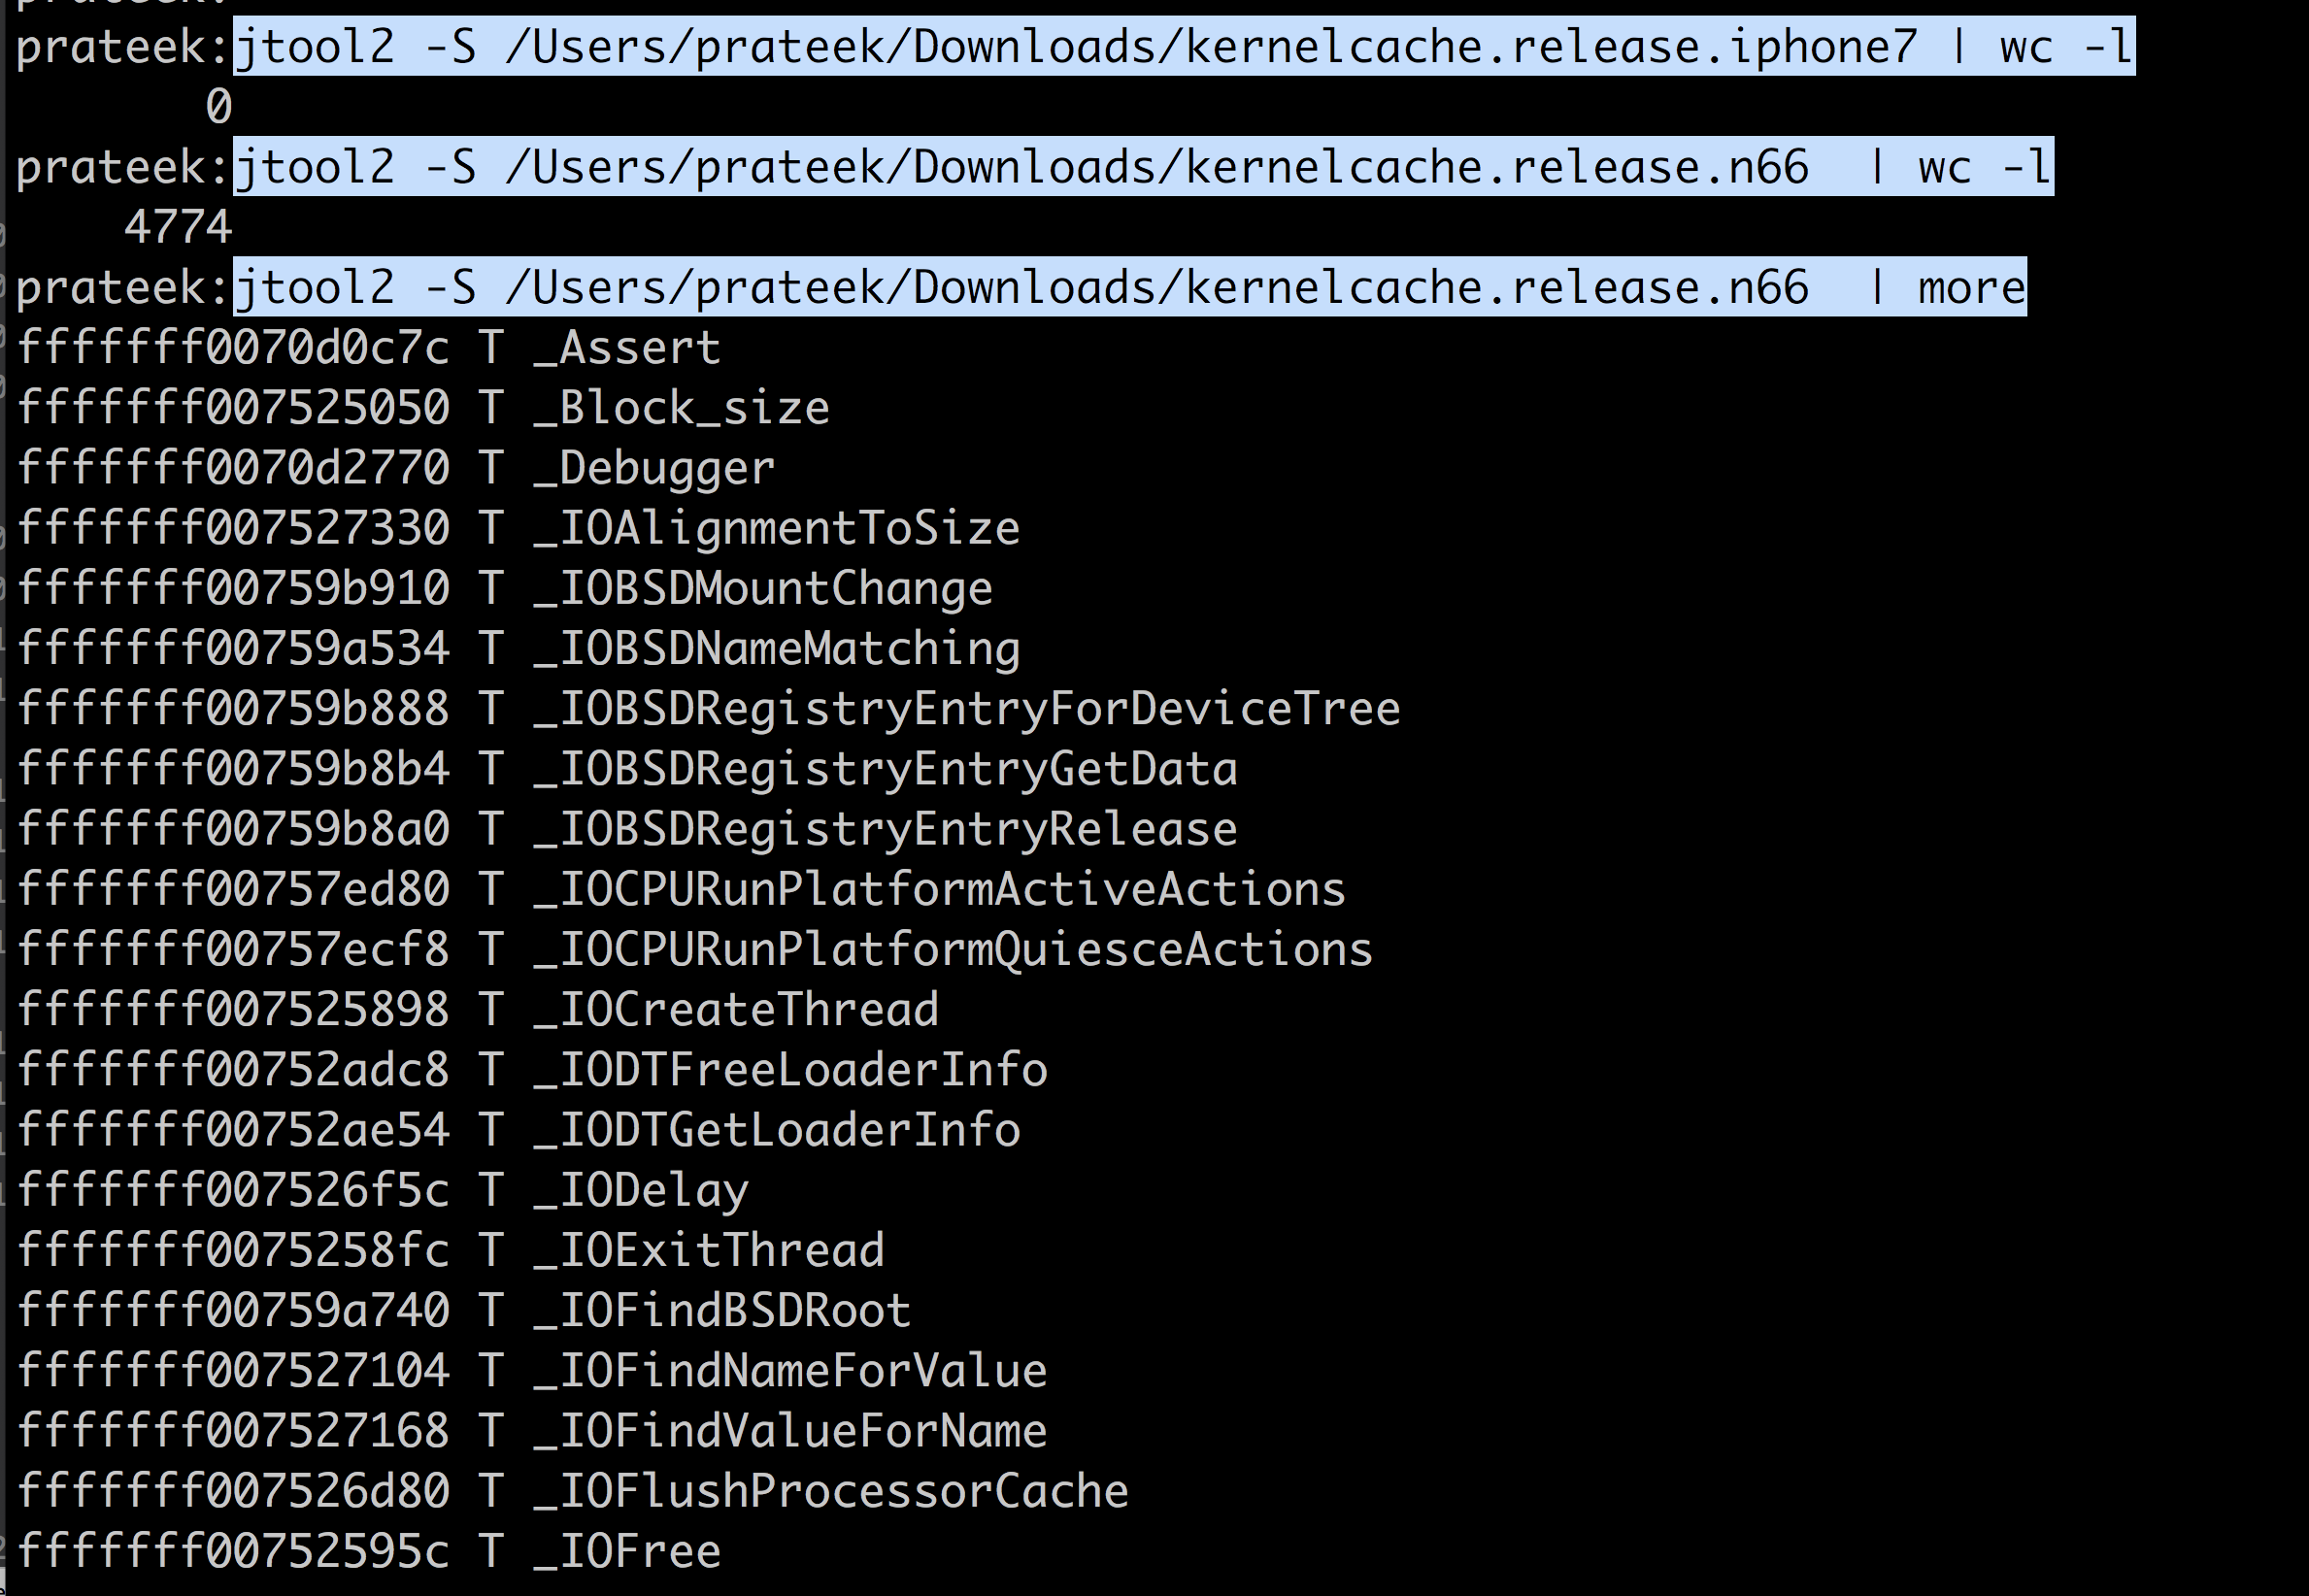 prateek:
prateek:jtool2 -S /Users/prateek/Downloads/kernelcache.release.iphone7 | wc -l
0
prateek:jtool2 -S /Users/prateek/Downloads/kernelcache.release.n66  | wc -l
4774
prateek:jtool2 -S /Users/prateek/Downloads/kernelcache.release.n66  | more
fffffff0070d0c7c T _Assert
fffffff007525050 T _Block_size
fffffff0070d2770 T _Debugger
fffffff007527330 T _IOAlignmentToSize
fffffff00759b910 T _IOBSDMountChange
fffffff00759a534 T _IOBSDNameMatching
fffffff00759b888 T _IOBSDRegistryEntryForDeviceTree
fffffff00759b8b4 T _IOBSDRegistryEntryGetData
fffffff00759b8a0 T _IOBSDRegistryEntryRelease
fffffff00757ed80 T _IOCPURunPlatformActiveActions
fffffff00757ecf8 T _IOCPURunPlatformQuiesceActions
fffffff007525898 T _IOCreateThread
fffffff00752adc8 T _IODTFreeLoaderInfo
fffffff00752ae54 T _IODTGetLoaderInfo
fffffff007526f5c T _IODelay
fffffff0075258fc T _IOExitThread
fffffff00759a740 T _IOFindBSDRoot
fffffff007527104 T _IOFindNameForValue
fffffff007527168 T _IOFindValueForName
fffffff007526d80 T _IOFlushProcessorCache
fffffff00752595c T _IOFree